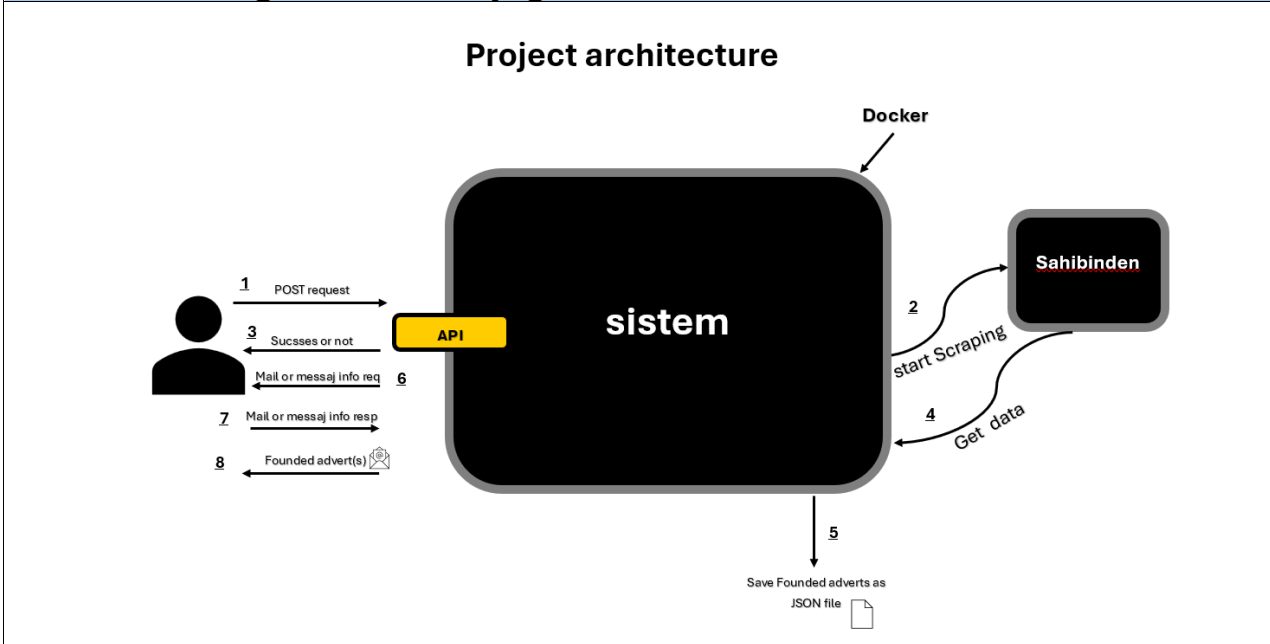 Project architecture
Docker
Sahibinden
1
POST request
2
3
Sucsses or not
API
sistem
start Scraping
Mail or messaj info req
6
7
Mail or messaj info resp
4
Get data
8
Founded advert(s)
@
5
Save Founded adverts as
JSON file